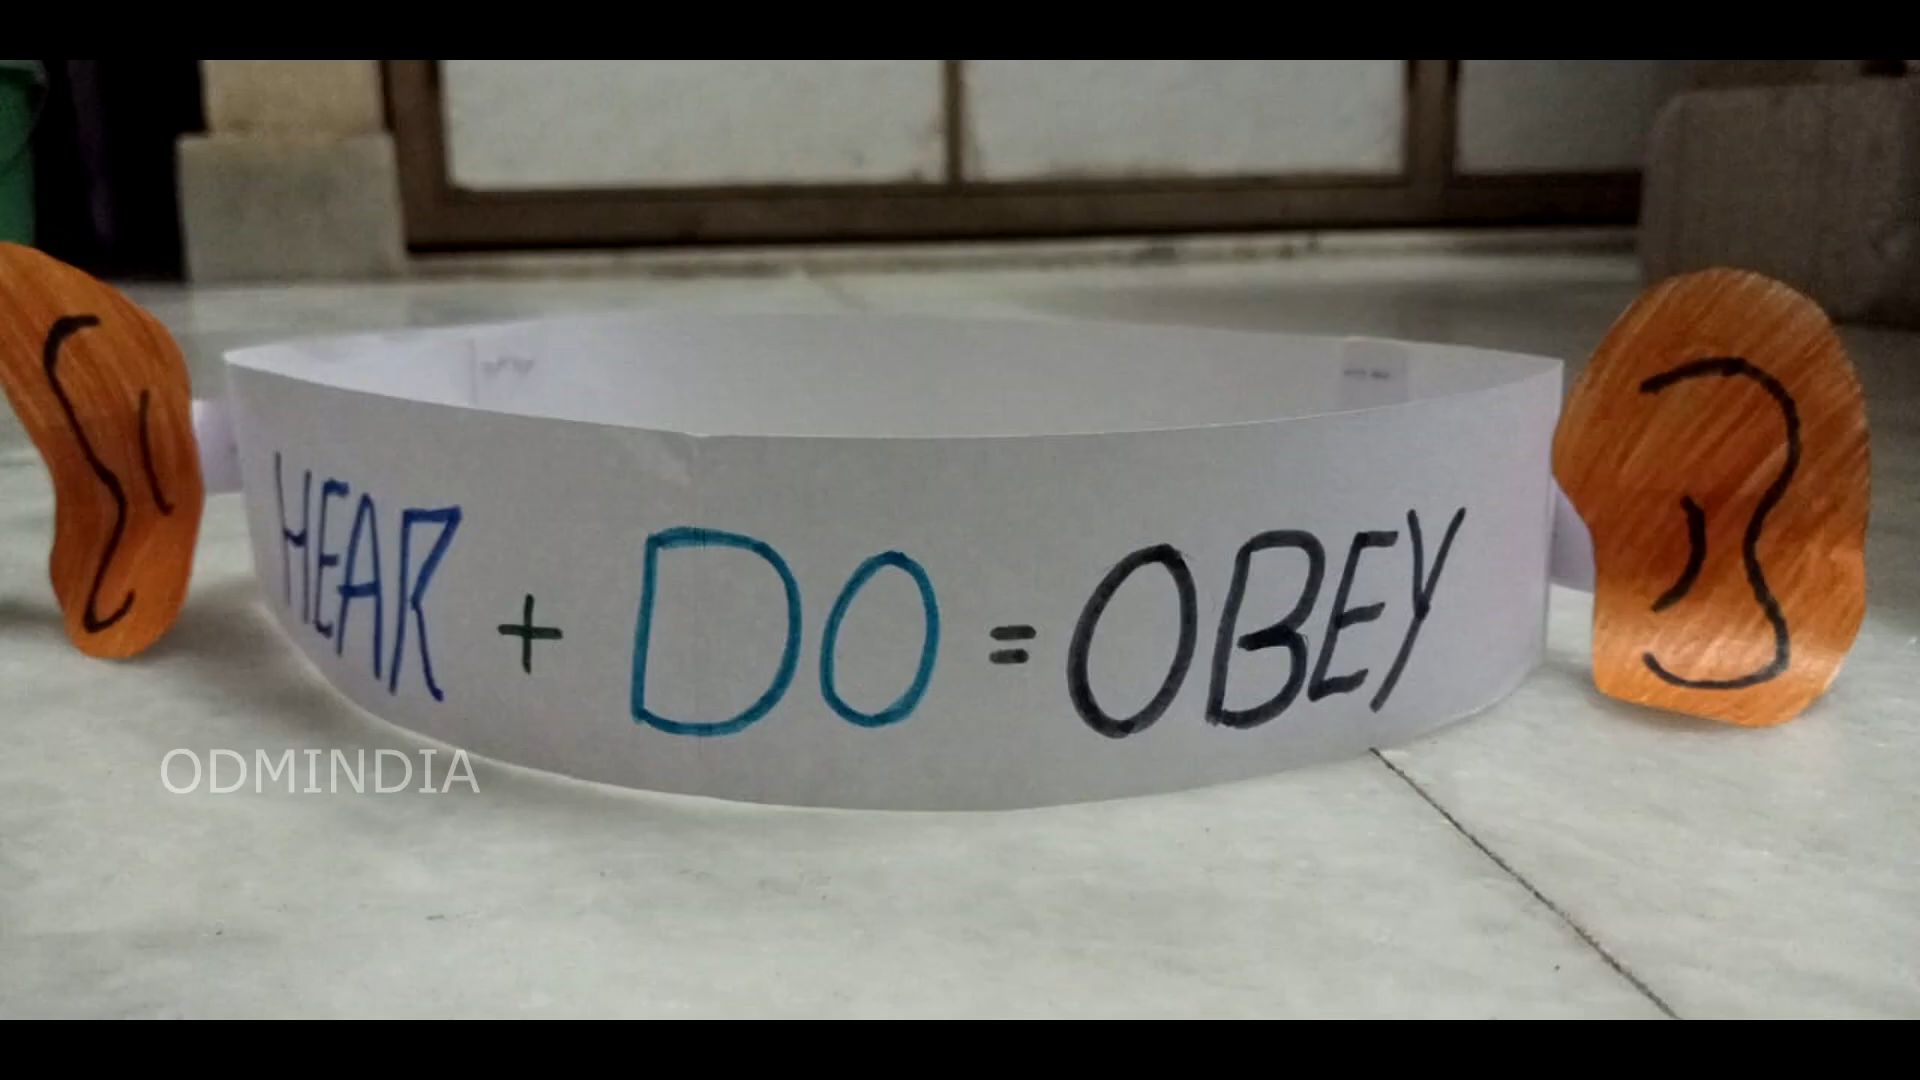 HEAR + DO = OBEY
ODMINDIA